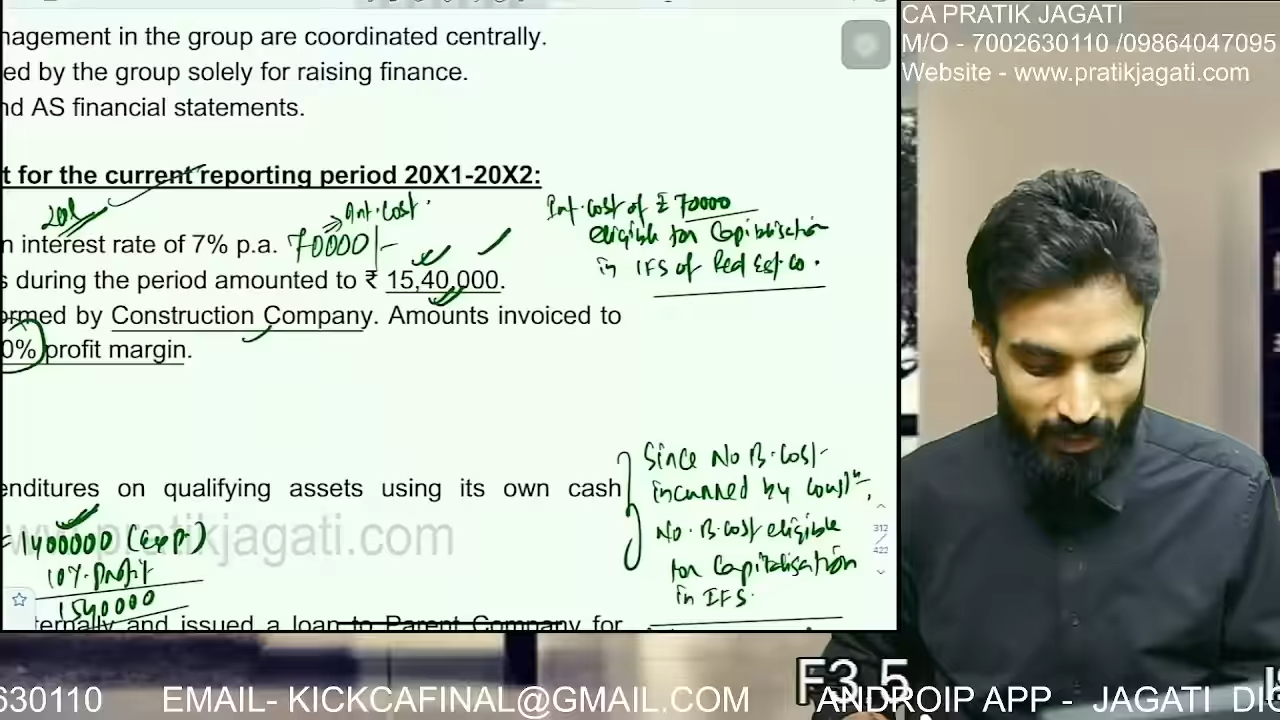 nagement in the group are coordinated centrally.
ed by the group solely for raising finance.
nd AS financial statements.
t for the current reporting period 20X1-20X2:
Int. Cost
Int. Cost of ₹ 70000
eligible for Capitalisation
in IFS of Real Est Co.
n interest rate of 7% p.a. 70000/-
s during the period amounted to ₹ 15,40,000.
ormed by Construction Company. Amounts invoiced to
0% profit margin.
enditures on qualifying assets using its own cash
Since No B. Cost
incurred by
No. B. Cost eligible
for Capitalisation
in IFS.
www.pratikjagati.com
= 1400000 (exp.)
10% Profit
1540000
ternally and issued a loan to Parent Company for
312
422
CA PRATIK JAGATI
M/O - 7002630110 /09864047095
Website - www.pratikjagati.com
F3.5
630110 EMAIL- KICKCAFINAL@GMAIL.COM ANDROIP APP - JAGATI DIG